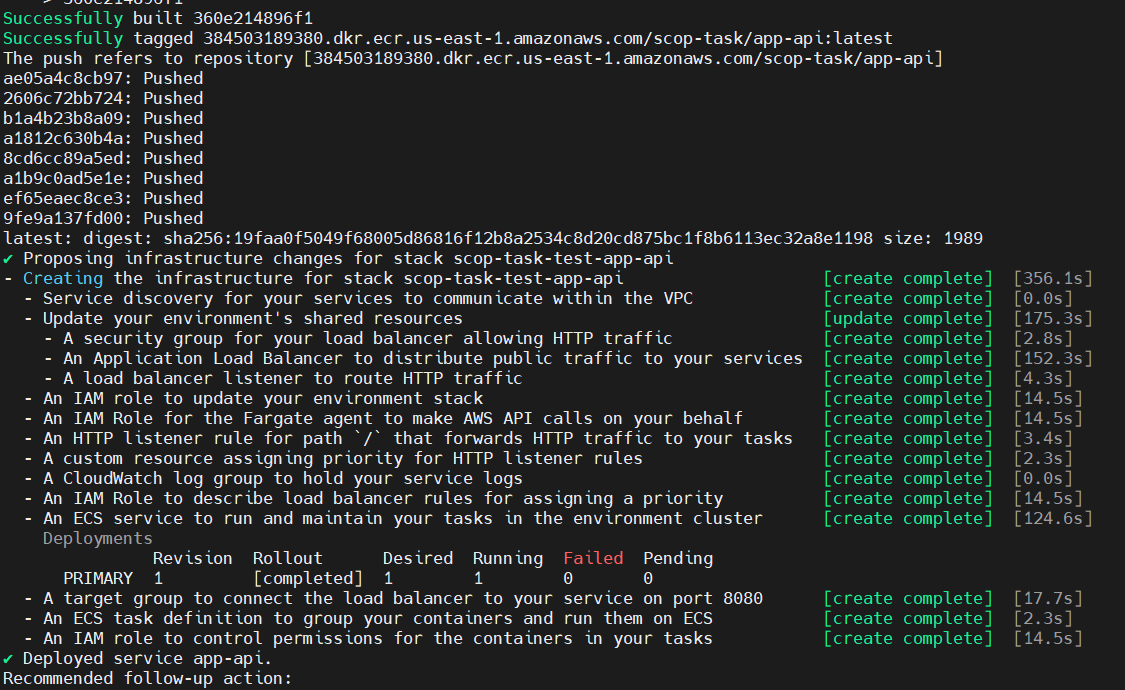 > 360e214896f1
Successfully built 360e214896f1
Successfully tagged 384503189380.dkr.ecr.us-east-1.amazonaws.com/scop-task/app-api:latest
The push refers to repository [384503189380.dkr.ecr.us-east-1.amazonaws.com/scop-task/app-api]
ae05a4c8cb97: Pushed
2606c72bb724: Pushed
b1a4b23b8a09: Pushed
a1812c630b4a: Pushed
8cd6cc89a5ed: Pushed
a1b9c0ad5e1e: Pushed
ef65eaec8ce3: Pushed
9fe9a137fd00: Pushed
latest: digest: sha256:19faa0f5049f68005d86816f12b8a2534c8d20cd875bc1f8b6113ec32a8e1198 size: 1989
✔ Proposing infrastructure changes for stack scop-task-test-app-api
- Creating the infrastructure for stack scop-task-test-app-api [create complete] [356.1s]
- Service discovery for your services to communicate within the VPC [create complete] [0.0s]
- Update your environment's shared resources [update complete] [175.3s]
- A security group for your load balancer allowing HTTP traffic [create complete] [2.8s]
- An Application Load Balancer to distribute public traffic to your services [create complete] [152.3s]
- A load balancer listener to route HTTP traffic [create complete] [4.3s]
- An IAM role to update your environment stack [create complete] [14.5s]
- An IAM Role for the Fargate agent to make AWS API calls on your behalf [create complete] [14.5s]
- An HTTP listener rule for path `/` that forwards HTTP traffic to your tasks [create complete] [3.4s]
- A custom resource assigning priority for HTTP listener rules [create complete] [2.3s]
- A CloudWatch log group to hold your service logs [create complete] [0.0s]
- An IAM Role to describe load balancer rules for assigning a priority [create complete] [14.5s]
- An ECS service to run and maintain your tasks in the environment cluster [create complete] [124.6s]
Deployments
Revision Rollout Desired Running Failed Pending
PRIMARY 1 [completed] 1 1 0 0
- A target group to connect the load balancer to your service on port 8080 [create complete] [17.7s]
- An ECS task definition to group your containers and run them on ECS [create complete] [2.3s]
- An IAM role to control permissions for the containers in your tasks [create complete] [14.5s]
✔ Deployed service app-api.
Recommended follow-up action: